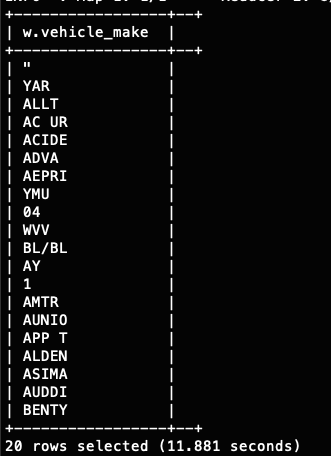 +-----------------+--+
| w.vehicle_make  |
+-----------------+--+
| "               |
| YAR             |
| ALLT            |
| AC UR           |
| ACIDE           |
| ADVA            |
| AEPRI           |
| YMU             |
| 04              |
| WVV             |
| BL/BL           |
| AY              |
| 1               |
| AMTR            |
| AUNIO           |
| APP T           |
| ALDEN           |
| ASIMA           |
| AUDDI           |
| BENTY           |
+-----------------+--+
20 rows selected (11.881 seconds)